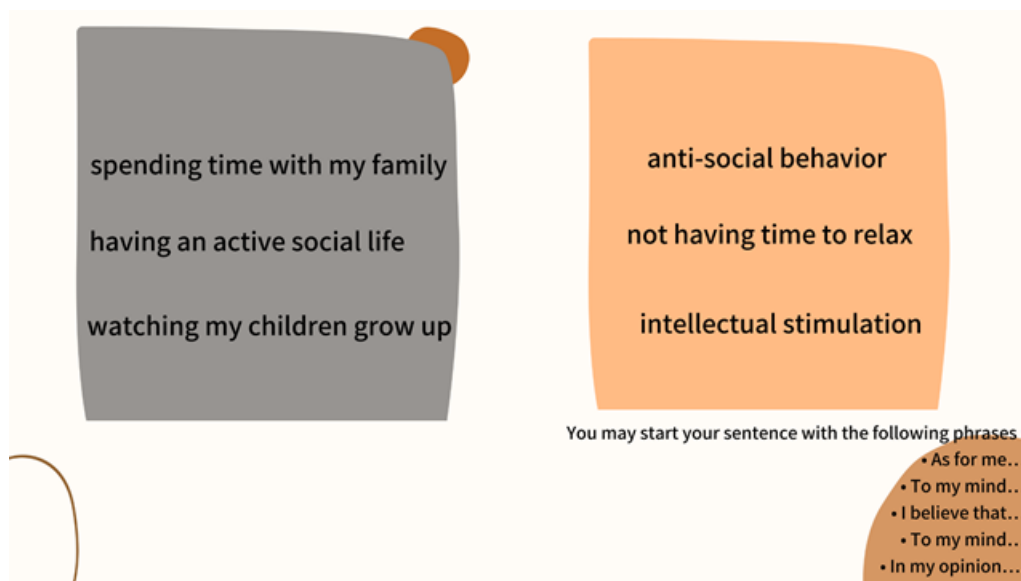 spending time with my family
having an active social life
watching my children grow up
anti-social behavior
not having time to relax
intellectual stimulation
You may start your sentence with the following phrases
• As for me..
• To my mind..
• I believe that..
• To my mind..
• In my opinion...